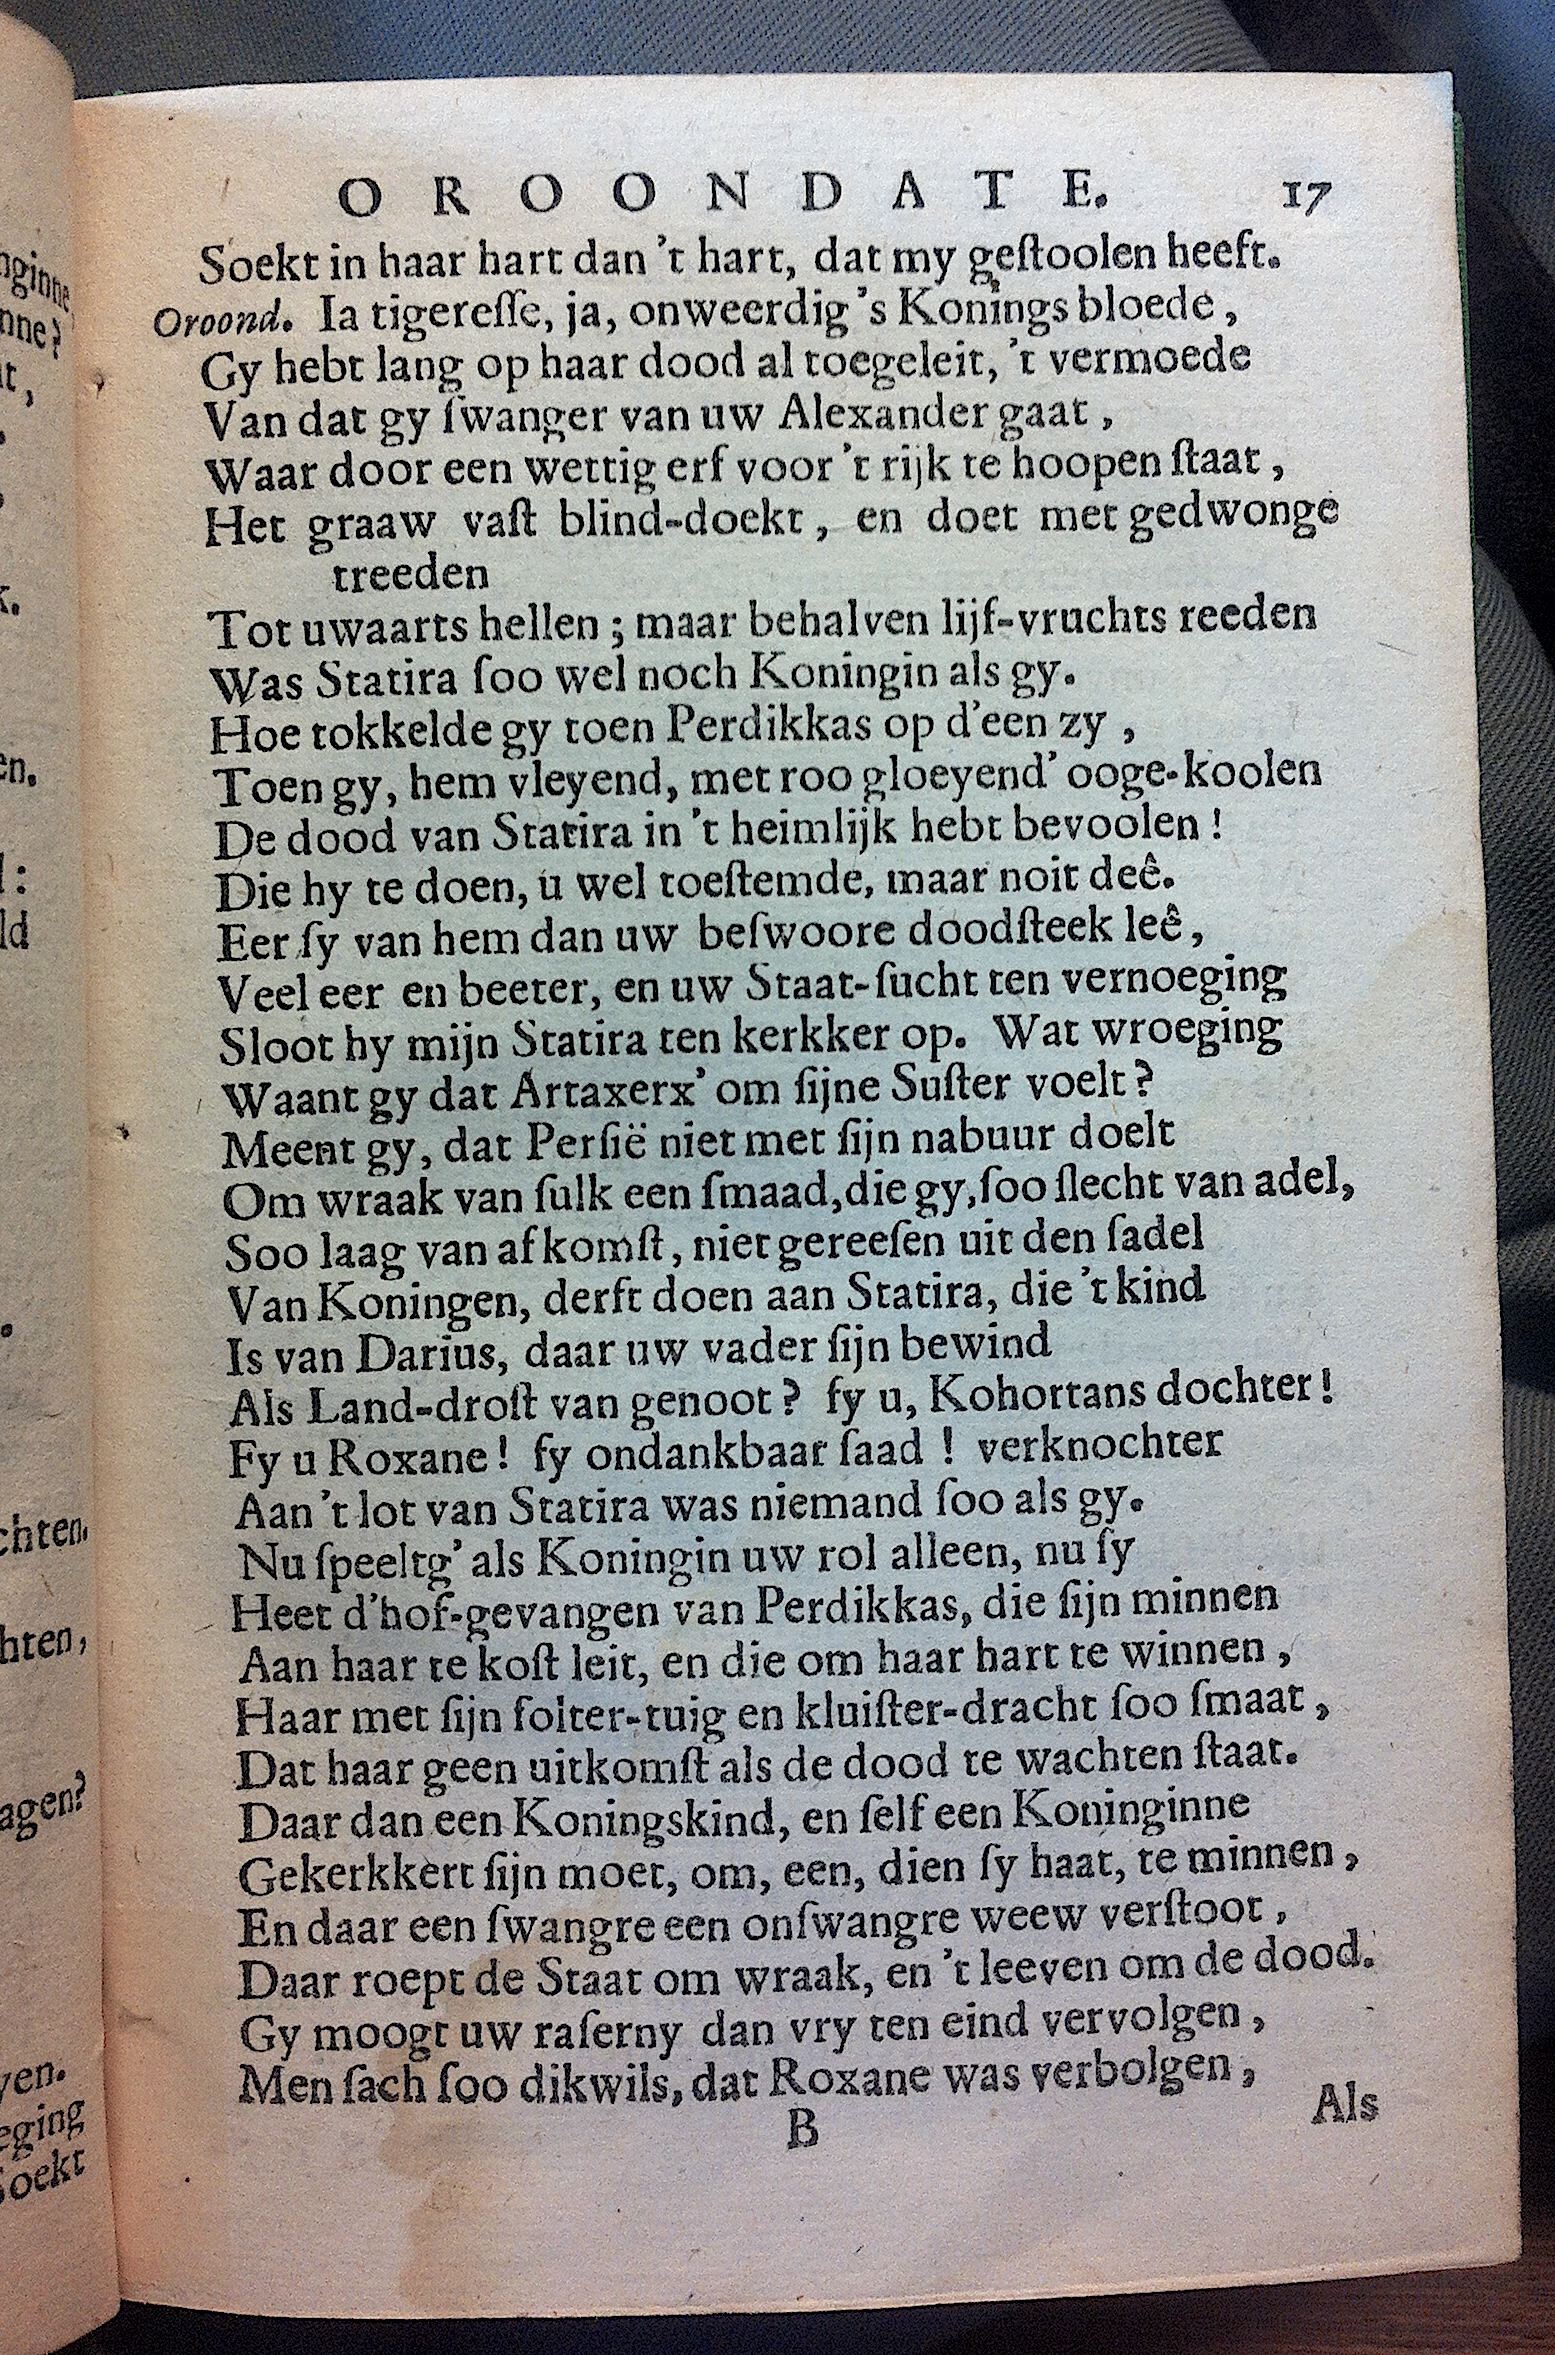 OROONDATE. 17
Soekt in haar hart dan 't hart, dat my geſtoolen heeft.
Oroond. Ia tigereſſe, ja, onweerdig 's Konings bloede,
Gy hebt lang op haar dood al toegeleit, 't vermoede
Van dat gy ſwanger van uw Alexander gaat,
Waar door een wettig erf voor 't rijk te hoopen ſtaat,
Het graaw vaſt blind-doekt, en doet met gedwonge
treeden
Tot uwaarts hellen; maar behalven lijf-vruchts reeden
Was Statira ſoo wel noch Koningin als gy.
Hoe tokkelde gy toen Perdikkas op d'een zy,
Toen gy, hem vleyend, met roo gloeyend' ooge-koolen
De dood van Statira in 't heimlijk hebt bevoolen!
Die hy te doen, u wel toeſtemde, maar noit deê.
Eer ſy van hem dan uw beſwoore doodſteek leê,
Veel eer en beeter, en uw Staat-ſucht ten vernoeging
Sloot hy mijn Statira ten kerkker op. Wat wroeging
Waant gy dat Artaxerx' om ſijne Suſter voelt?
Meent gy, dat Perſië niet met ſijn nabuur doelt
Om wraak van ſulk een ſmaad, die gy, ſoo ſlecht van adel,
Soo laag van afkomſt, niet gereeſen uit den ſadel
Van Koningen, derft doen aan Statira, die 't kind
Is van Darius, daar uw vader ſijn bewind
Als Land-droſt van genoot? fy u, Kohortans dochter!
Fy u Roxane! fy ondankbaar ſaad! verknochter
Aan 't lot van Statira was niemand ſoo als gy.
Nu ſpeeltg' als Koningin uw rol alleen, nu ſy
Heet d'hof-gevangen van Perdikkas, die ſijn minnen
Aan haar te koſt leit, en die om haar hart te winnen,
Haar met ſijn folter-tuig en kluiſter-dracht ſoo ſmaat,
Dat haar geen uitkomſt als de dood te wachten ſtaat.
Daar dan een Koningskind, en ſelf een Koninginne
Gekerkkert ſijn moet, om, een, dien ſy haat, te minnen,
En daar een ſwangre een onſwangre weew verſtoot,
Daar roept de Staat om wraak, en 't leeven om de dood.
Gy moogt uw raſerny dan vry ten eind vervolgen,
Men ſach ſoo dikwils, dat Roxane was verbolgen,
B Als